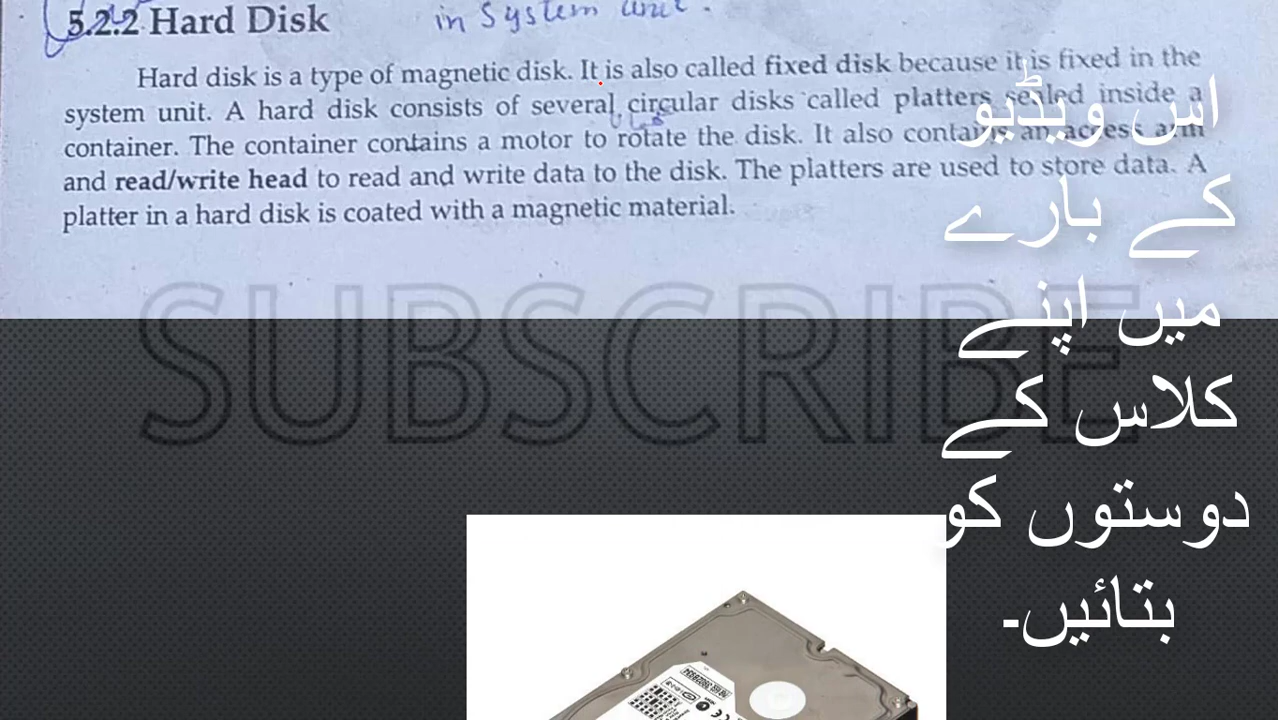 5.2.2 Hard Disk
in System unit.
Hard disk is a type of magnetic disk. It is also called fixed disk because it is fixed in the
system unit. A hard disk consists of several circular disks called platters sealed inside a
container. The container contains a motor to rotate the disk. It also contains an access arm
and read/write head to read and write data to the disk. The platters are used to store data. A
platter in a hard disk is coated with a magnetic material.
SUBSCRIBE
اس ویڈیو
کے بارے
میں اپنے
کلاس کے
دوستوں کو
بتائیں۔